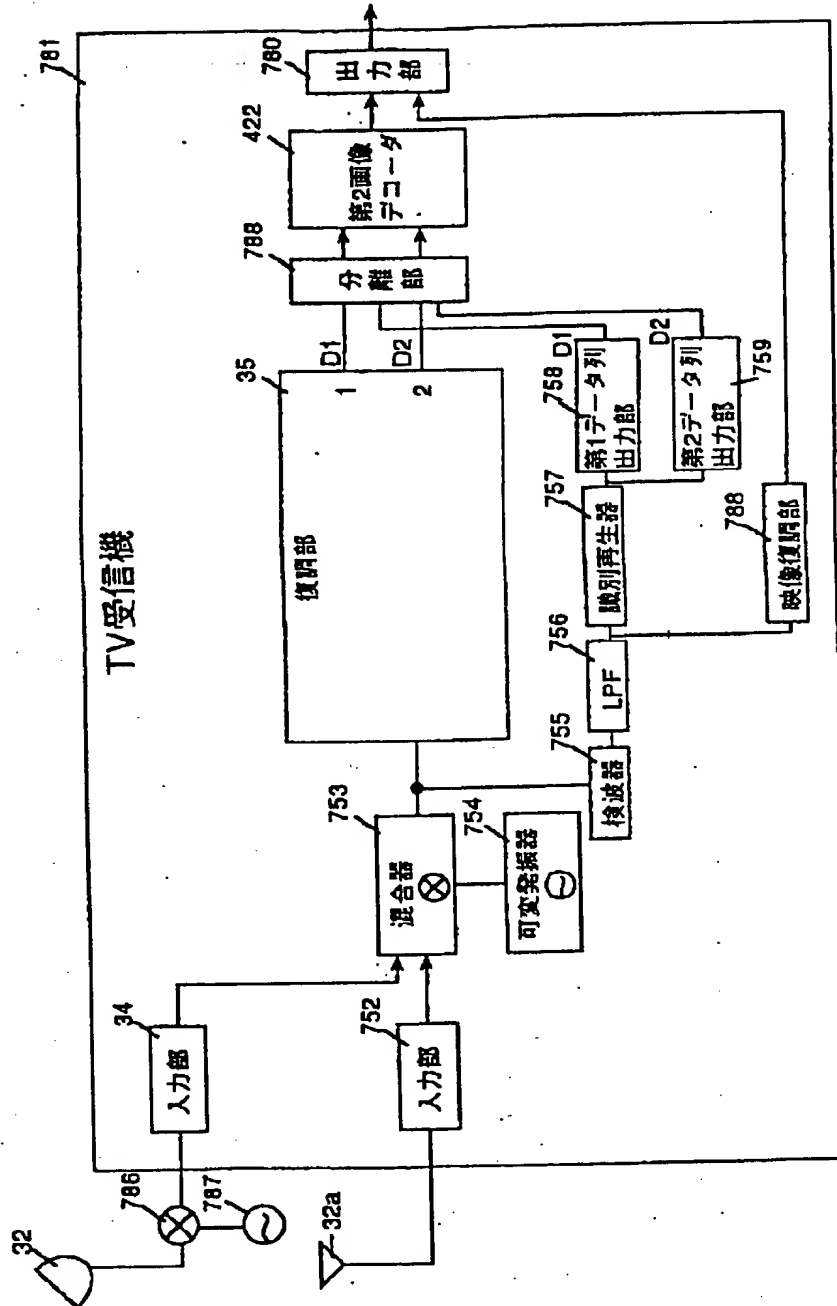 TV受信機
781
32
786
787
32a
34
入力部
752
入力部
753
混合器
754
可変発振器
35
復調部
1
2
D1
D2
788
分離部
422
第2画像
デコーダ
780
出力部
755
検波器
756
LPF
757
識別再生器
758
第1データ列
出力部
D1
第2データ列
出力部
759
D2
788
映像復調部